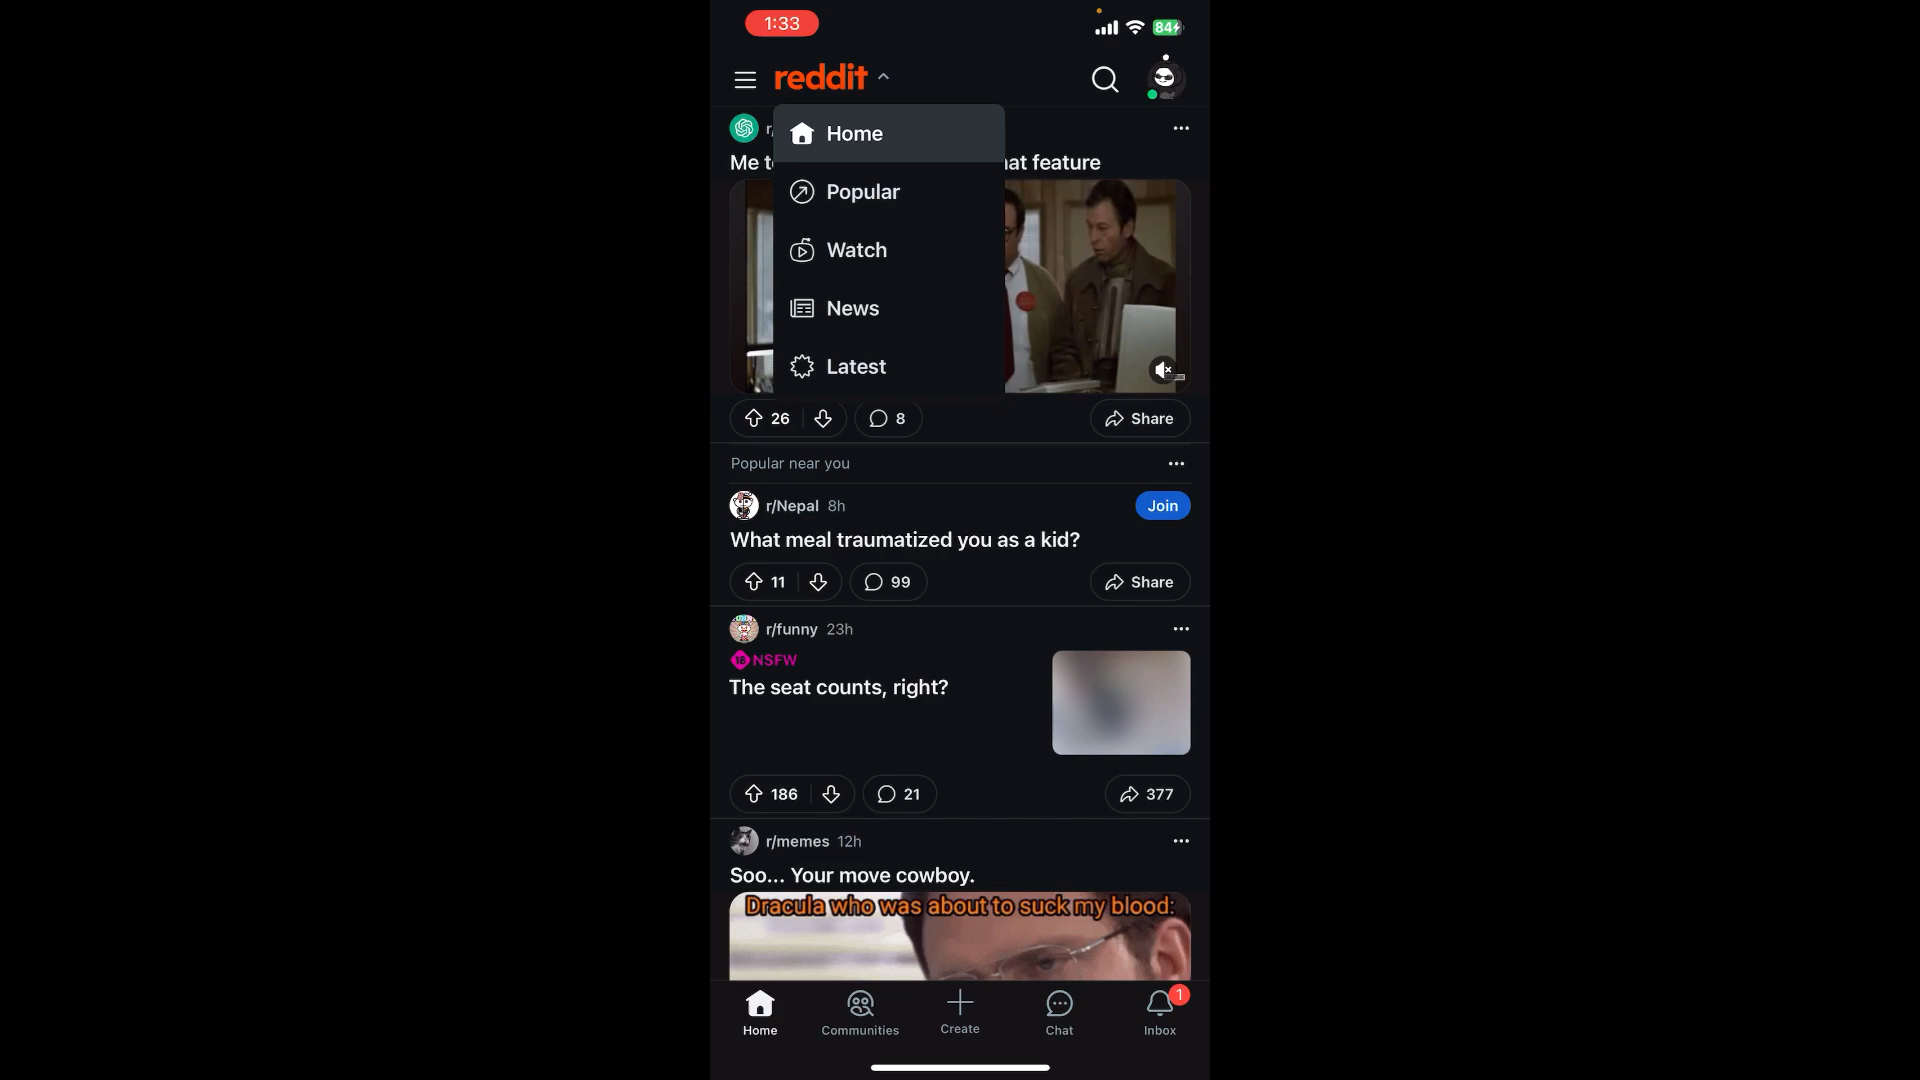 1:33
84
reddit
Home
r/
Me t
hat feature
Popular
Watch
News
Latest
26
8
Share
Popular near you
r/Nepal 8h
Join
What meal traumatized you as a kid?
11
99
Share
r/funny 23h
18 NSFW
The seat counts, right?
186
21
377
r/memes 12h
Soo... Your move cowboy.
Dracula who was about to suck my blood:
1
Home
Communities
Create
Chat
Inbox